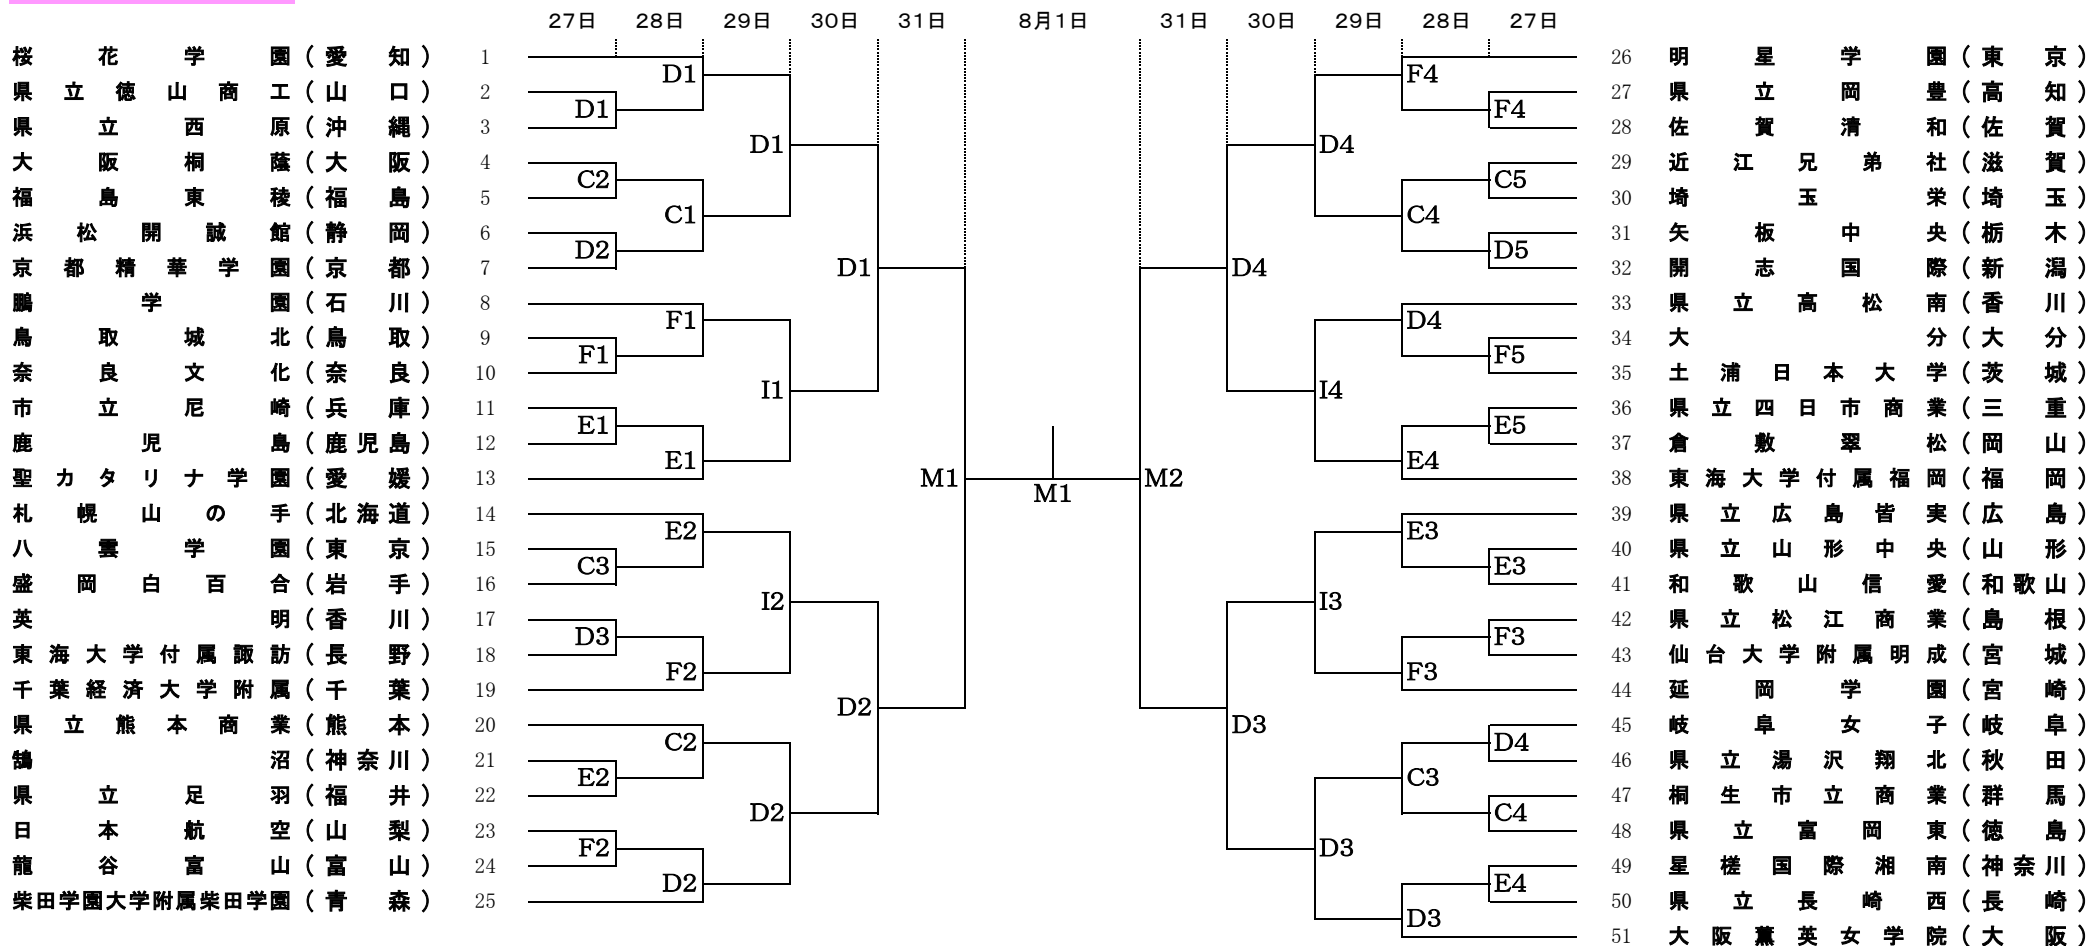 27日 28日 29日 30日 31日 8月1日 31日 30日 29日 28日 27日
桜花学園(愛知) 1
県立徳山商工(山口) 2
県立西原(沖縄) 3
大阪桐蔭(大阪) 4
福島東稜(福島) 5
浜松開誠館(静岡) 6
京都精華学園(京都) 7
鵬学園(石川) 8
鳥取城北(鳥取) 9
奈良文化(奈良) 10
市立尼崎(兵庫) 11
鹿児島(鹿児島) 12
聖カタリナ学園(愛媛) 13
札幌山の手(北海道) 14
八雲学園(東京) 15
盛岡白百合(岩手) 16
英明(香川) 17
東海大学付属諏訪(長野) 18
千葉経済大学附属(千葉) 19
県立熊本商業(熊本) 20
鵠沼(神奈川) 21
県立足羽(福井) 22
日本航空(山梨) 23
龍谷富山(富山) 24
柴田学園大学附属柴田学園(青森) 25
D1
C2
D2
F1
E1
C3
D3
E2
F2
D1
C1
F1
E1
E2
F2
C2
D2
D1
I1
I2
D2
D1
D2
M1
M1
M2
D4
D3
D4
I4
I3
D3
F4
C4
D4
E4
E3
F3
C3
D3
F4
C5
D5
F5
E5
E3
F3
D4
C4
E4
26 明星学園(東京)
27 県立岡豊(高知)
28 佐賀清和(佐賀)
29 近江兄弟社(滋賀)
30 埼玉栄(埼玉)
31 矢板中央(栃木)
32 開志国際(新潟)
33 県立高松南(香川)
34 大分(大分)
35 土浦日本大学(茨城)
36 県立四日市商業(三重)
37 倉敷翠松(岡山)
38 東海大学付属福岡(福岡)
39 県立広島皆実(広島)
40 県立山形中央(山形)
41 和歌山信愛(和歌山)
42 県立松江商業(島根)
43 仙台大学附属明成(宮城)
44 延岡学園(宮崎)
45 岐阜女子(岐阜)
46 県立湯沢翔北(秋田)
47 桐生市立商業(群馬)
48 県立富岡東(徳島)
49 星槎国際湘南(神奈川)
50 県立長崎西(長崎)
51 大阪薫英女学院(大阪)